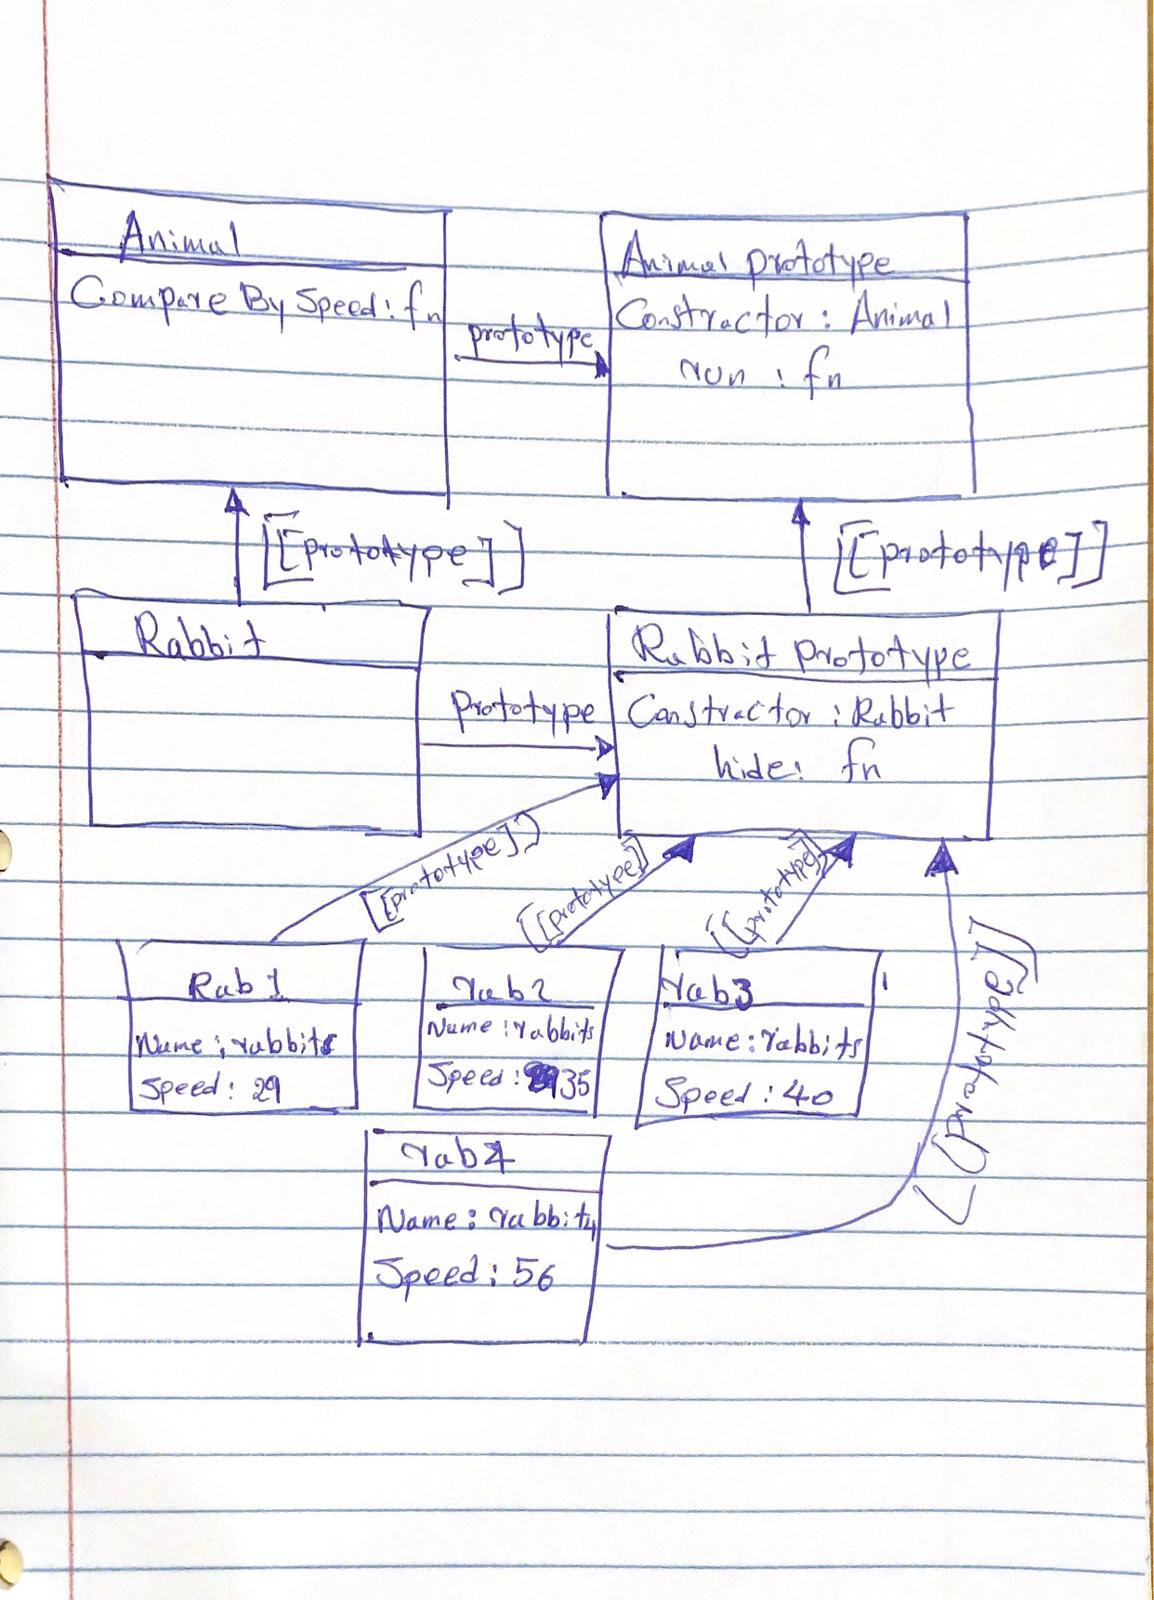 Animal
Compare By Speed : fn
prototype
Animal prototype
Constractor : Animal
run : fn
[[prototype]]
[[prototype]]
Rabbit
Prototype
Rabbit prototype
Constractor : Rabbit
hide: fn
[[prototype]]
[[prototype]]
[[prototype]]
[[prototype]]
Rab1
Name : rabbits
Speed : 29
rab2
Name : rabbits
Speed : 35
rab3
Name : rabbits
Speed : 40
rab4
Name : rabbit4
Speed : 56